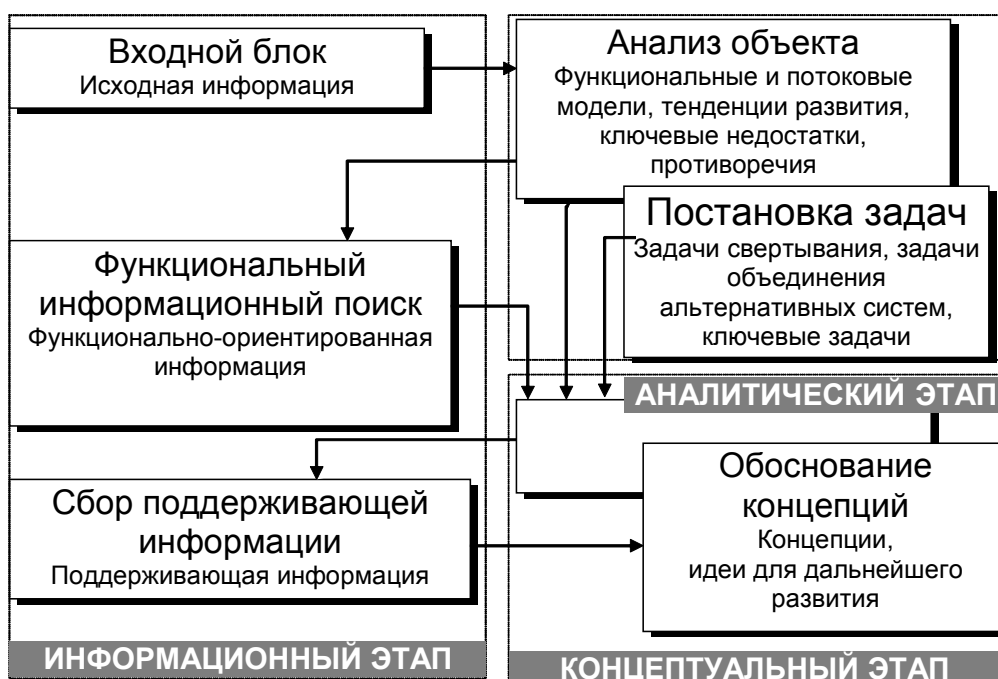 Входной блок
Исходная информация
Анализ объекта
Функциональные и потоковые
модели, тенденции развития,
ключевые недостатки,
противоречия
Постановка задач
Задачи свертывания, задачи
объединения
альтернативных систем,
ключевые задачи
Функциональный
информационный поиск
Функционально-ориентированная
информация
АНАЛИТИЧЕСКИЙ ЭТАП
Сбор поддерживающей
информации
Поддерживающая информация
Обоснование
концепций
Концепции,
идеи для дальнейшего
развития
ИНФОРМАЦИОННЫЙ ЭТАП
КОНЦЕПТУАЛЬНЫЙ ЭТАП